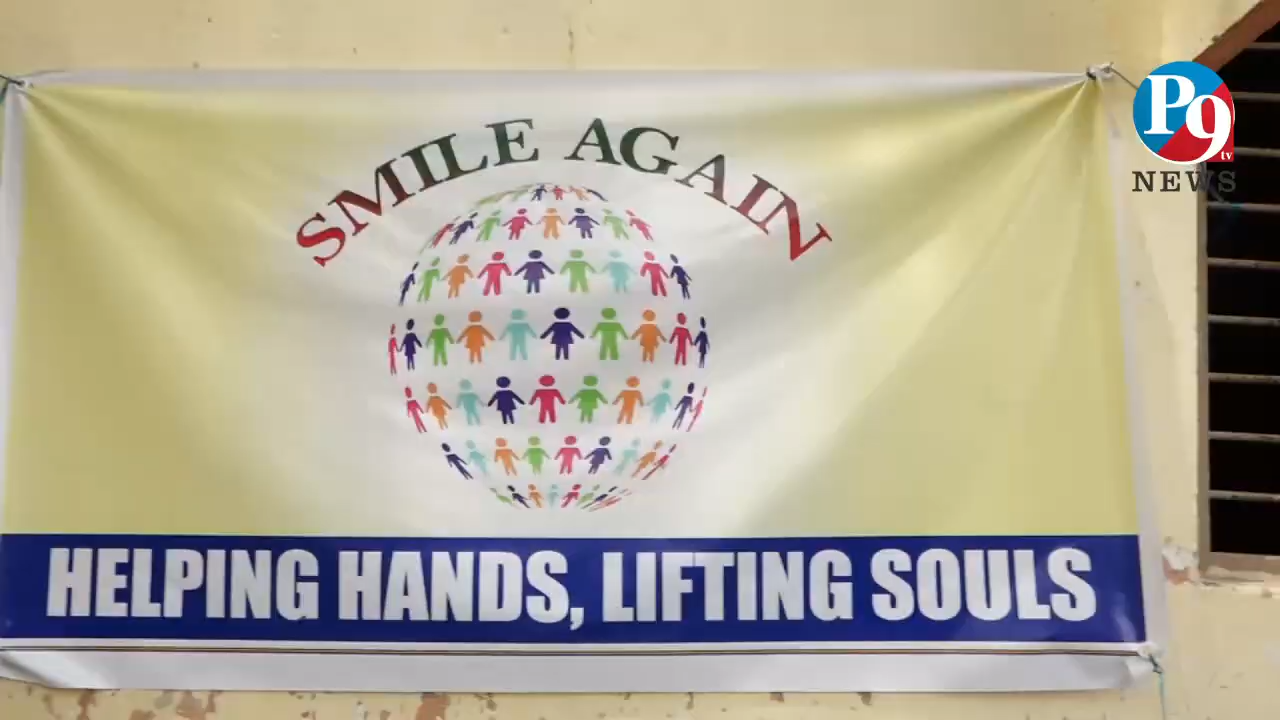 P9
tv
NEWS
SMILE AGAIN
HELPING HANDS, LIFTING SOULS